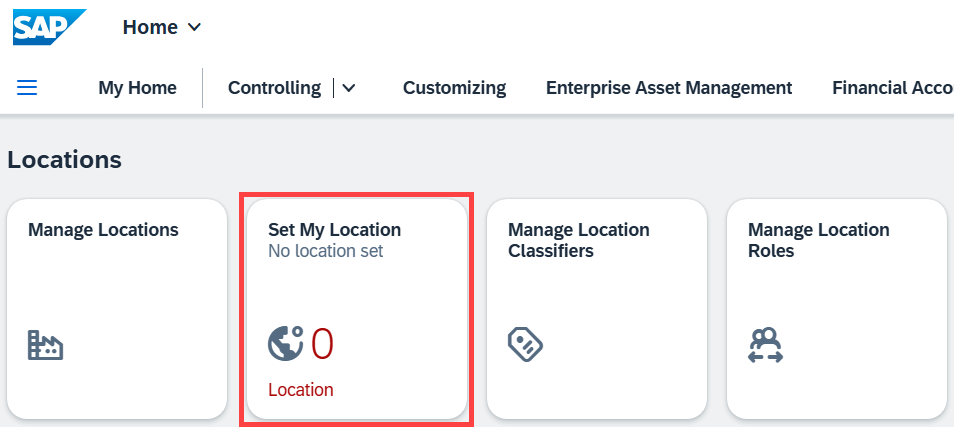 SAP Home
My Home Controlling Customizing Enterprise Asset Management Financial Acco
Locations
Manage Locations
Set My Location
No location set
0
Location
Manage Location
Classifiers
Manage Location
Roles